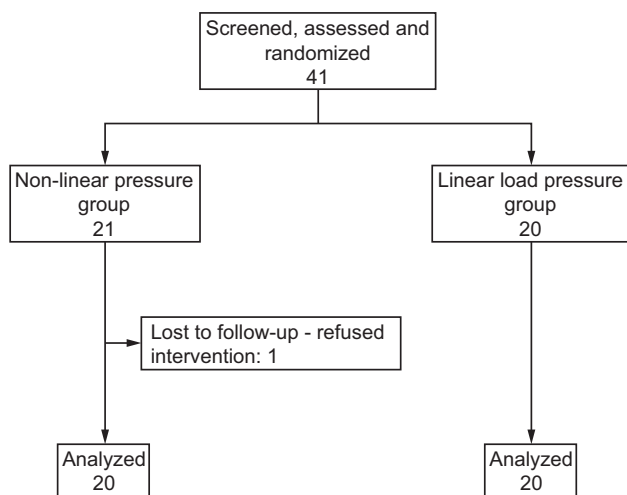 Screened, assessed and
randomized
41
Non-linear pressure
group
21
Linear load pressure
group
20
Lost to follow-up - refused
intervention: 1
Analyzed
20
Analyzed
20